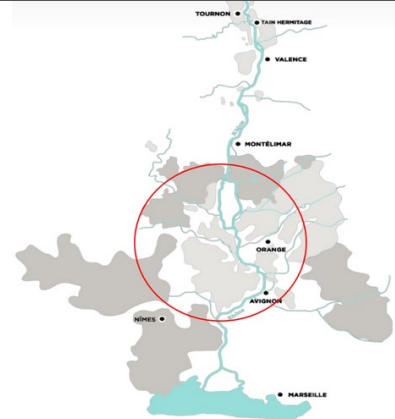 TOURNON
TAIN HERMITAGE
VALENCE
MONTÉLIMAR
ORANGE
AVIGNON
NÎMES
MARSEILLE